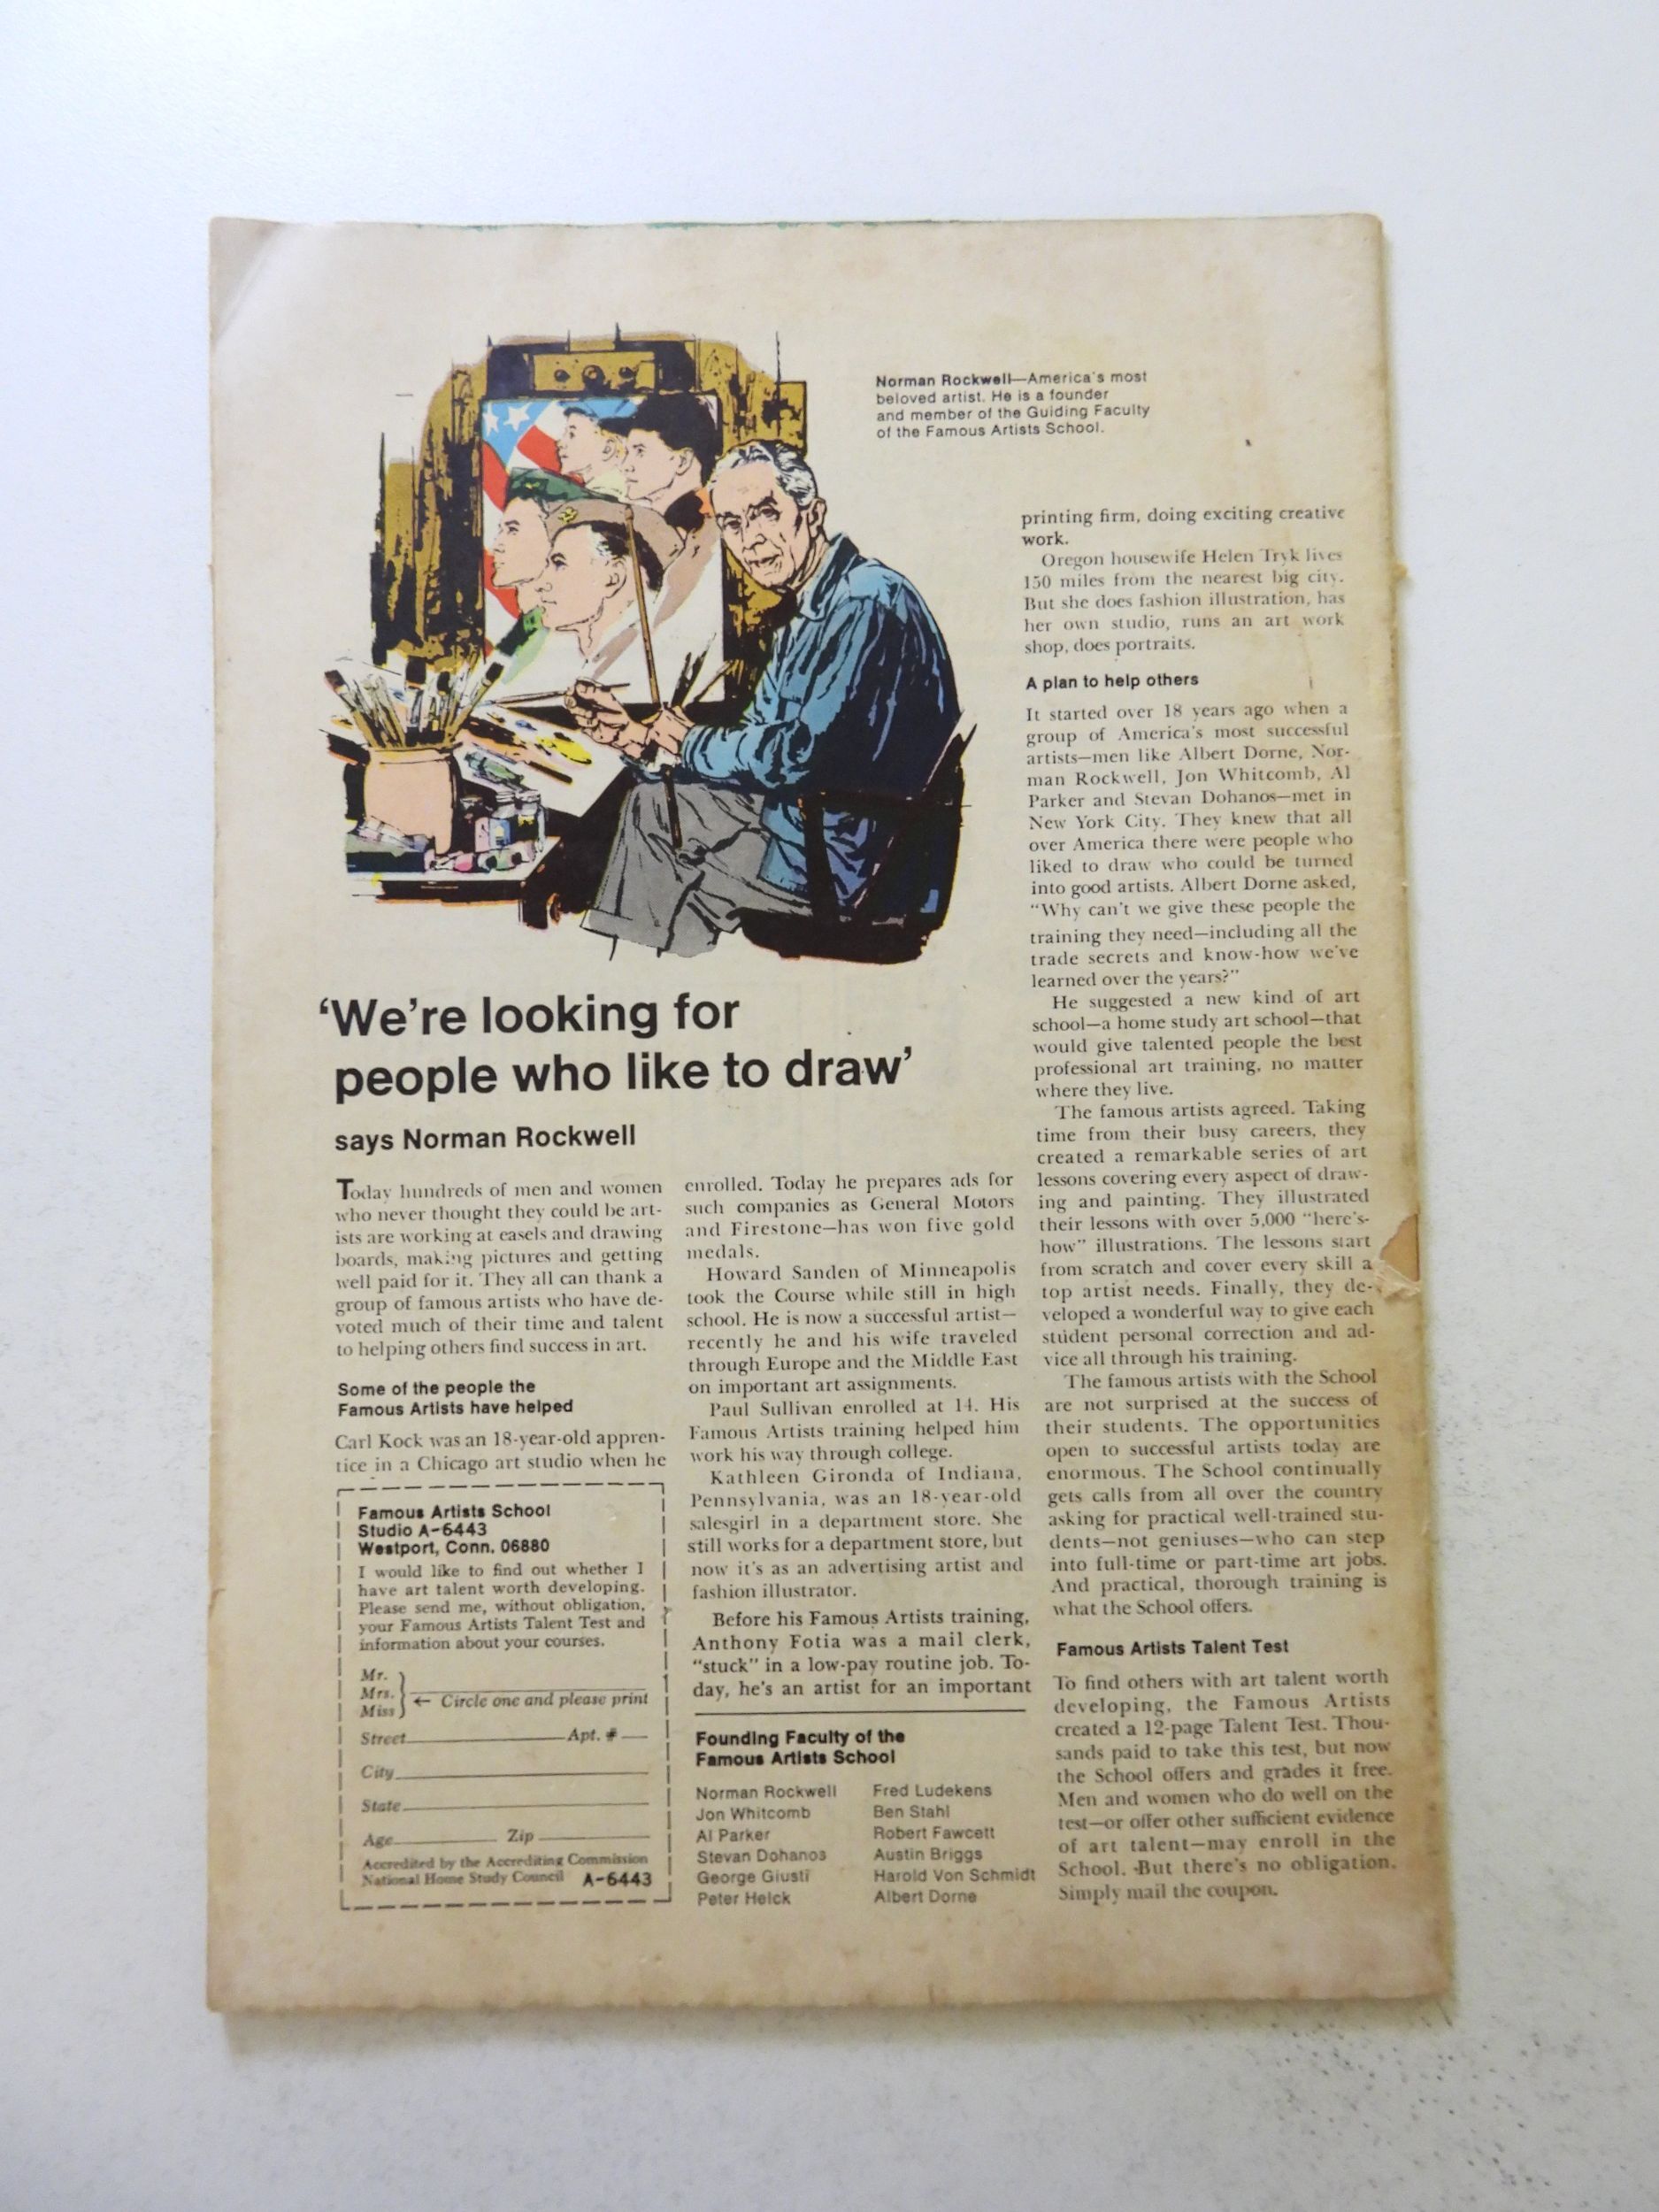 Norman Rockwell—America's most
beloved artist. He is a founder
and member of the Guiding Faculty
of the Famous Artists School.
'We're looking for
people who like to draw'
says Norman Rockwell
Today hundreds of men and women
who never thought they could be art-
ists are working at easels and drawing
boards, making pictures and getting
well paid for it. They all can thank a
group of famous artists who have de-
voted much of their time and talent
to helping others find success in art.
Some of the people the
Famous Artists have helped
Carl Kock was an 18-year-old appren-
tice in a Chicago art studio when he
enrolled. Today he prepares ads for
such companies as General Motors
and Firestone—has won five gold
medals.
Howard Sanden of Minneapolis
took the Course while still in high
school. He is now a successful artist—
recently he and his wife traveled
through Europe and the Middle East
on important art assignments.
Paul Sullivan enrolled at 14. His
Famous Artists training helped him
work his way through college.
Kathleen Gironda of Indiana,
Pennsylvania, was an 18-year-old
salesgirl in a department store. She
still works for a department store, but
now it's as an advertising artist and
fashion illustrator.
Before his Famous Artists training,
Anthony Fotia was a mail clerk,
"stuck" in a low-pay routine job. To-
day, he's an artist for an important
printing firm, doing exciting creative
work.
Oregon housewife Helen Tryk lives
150 miles from the nearest big city.
But she does fashion illustration, has
her own studio, runs an art work
shop, does portraits.
A plan to help others
It started over 18 years ago when a
group of America's most successful
artists—men like Albert Dorne, Nor-
man Rockwell, Jon Whitcomb, Al
Parker and Stevan Dohanos—met in
New York City. They knew that all
over America there were people who
liked to draw who could be turned
into good artists. Albert Dorne asked,
"Why can't we give these people the
training they need—including all the
trade secrets and know-how we've
learned over the years?"
He suggested a new kind of art
school—a home study art school—that
would give talented people the best
professional art training, no matter
where they live.
The famous artists agreed. Taking
time from their busy careers, they
created a remarkable series of art
lessons covering every aspect of draw-
ing and painting. They illustrated
their lessons with over 5,000 "here's-
how" illustrations. The lessons start
from scratch and cover every skill a
top artist needs. Finally, they de-
veloped a wonderful way to give each
student personal correction and ad-
vice all through his training.
The famous artists with the School
are not surprised at the success of
their students. The opportunities
open to successful artists today are
enormous. The School continually
gets calls from all over the country
asking for practical well-trained stu-
dents—not geniuses—who can step
into full-time or part-time art jobs.
And practical, thorough training is
what the School offers.
Famous Artists Talent Test
To find others with art talent worth
developing, the Famous Artists
created a 12-page Talent Test. Thou-
sands paid to take this test, but now
the School offers and grades it free.
Men and women who do well on the
test—or offer other sufficient evidence
of art talent—may enroll in the
School. But there's no obligation.
Simply mail the coupon.
Famous Artists School
Studio A-6443
Westport, Conn. 06880
I would like to find out whether I
have art talent worth developing.
Please send me, without obligation,
your Famous Artists Talent Test and
information about your courses.
Mr.
Mrs.
Miss
← Circle one and please print
Street Apt. #
City
State
Age Zip
Accredited by the Accrediting Commission
National Home Study Council A-6443
Founding Faculty of the
Famous Artists School
Norman Rockwell
Jon Whitcomb
Al Parker
Stevan Dohanos
George Giusti
Peter Helck
Fred Ludekens
Ben Stahl
Robert Fawcett
Austin Briggs
Harold Von Schmidt
Albert Dorne